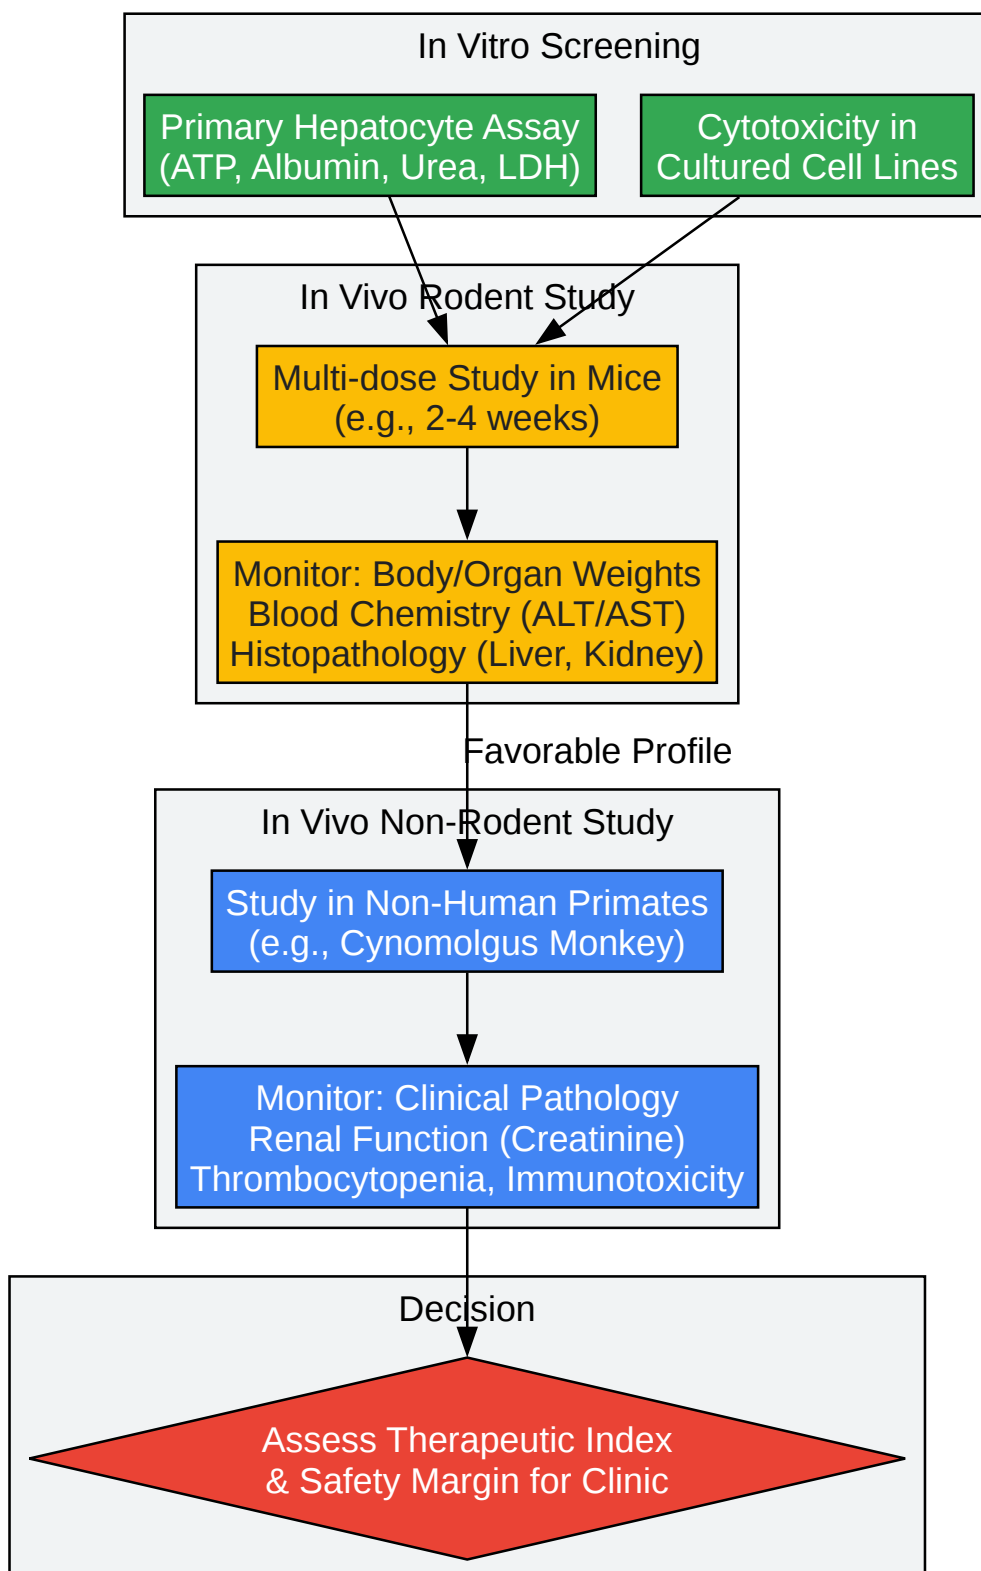 In Vitro Screening
Primary Hepatocyte Assay
(ATP, Albumin, Urea, LDH)
Cytotoxicity in
Cultured Cell Lines
In Vivo Rodent Study
Multi-dose Study in Mice
(e.g., 2-4 weeks)
Monitor: Body/Organ Weights
Blood Chemistry (ALT/AST)
Histopathology (Liver, Kidney)
Favorable Profile
In Vivo Non-Rodent Study
Study in Non-Human Primates
(e.g., Cynomolgus Monkey)
Monitor: Clinical Pathology
Renal Function (Creatinine)
Thrombocytopenia, Immunotoxicity
Decision
Assess Therapeutic Index
& Safety Margin for Clinic